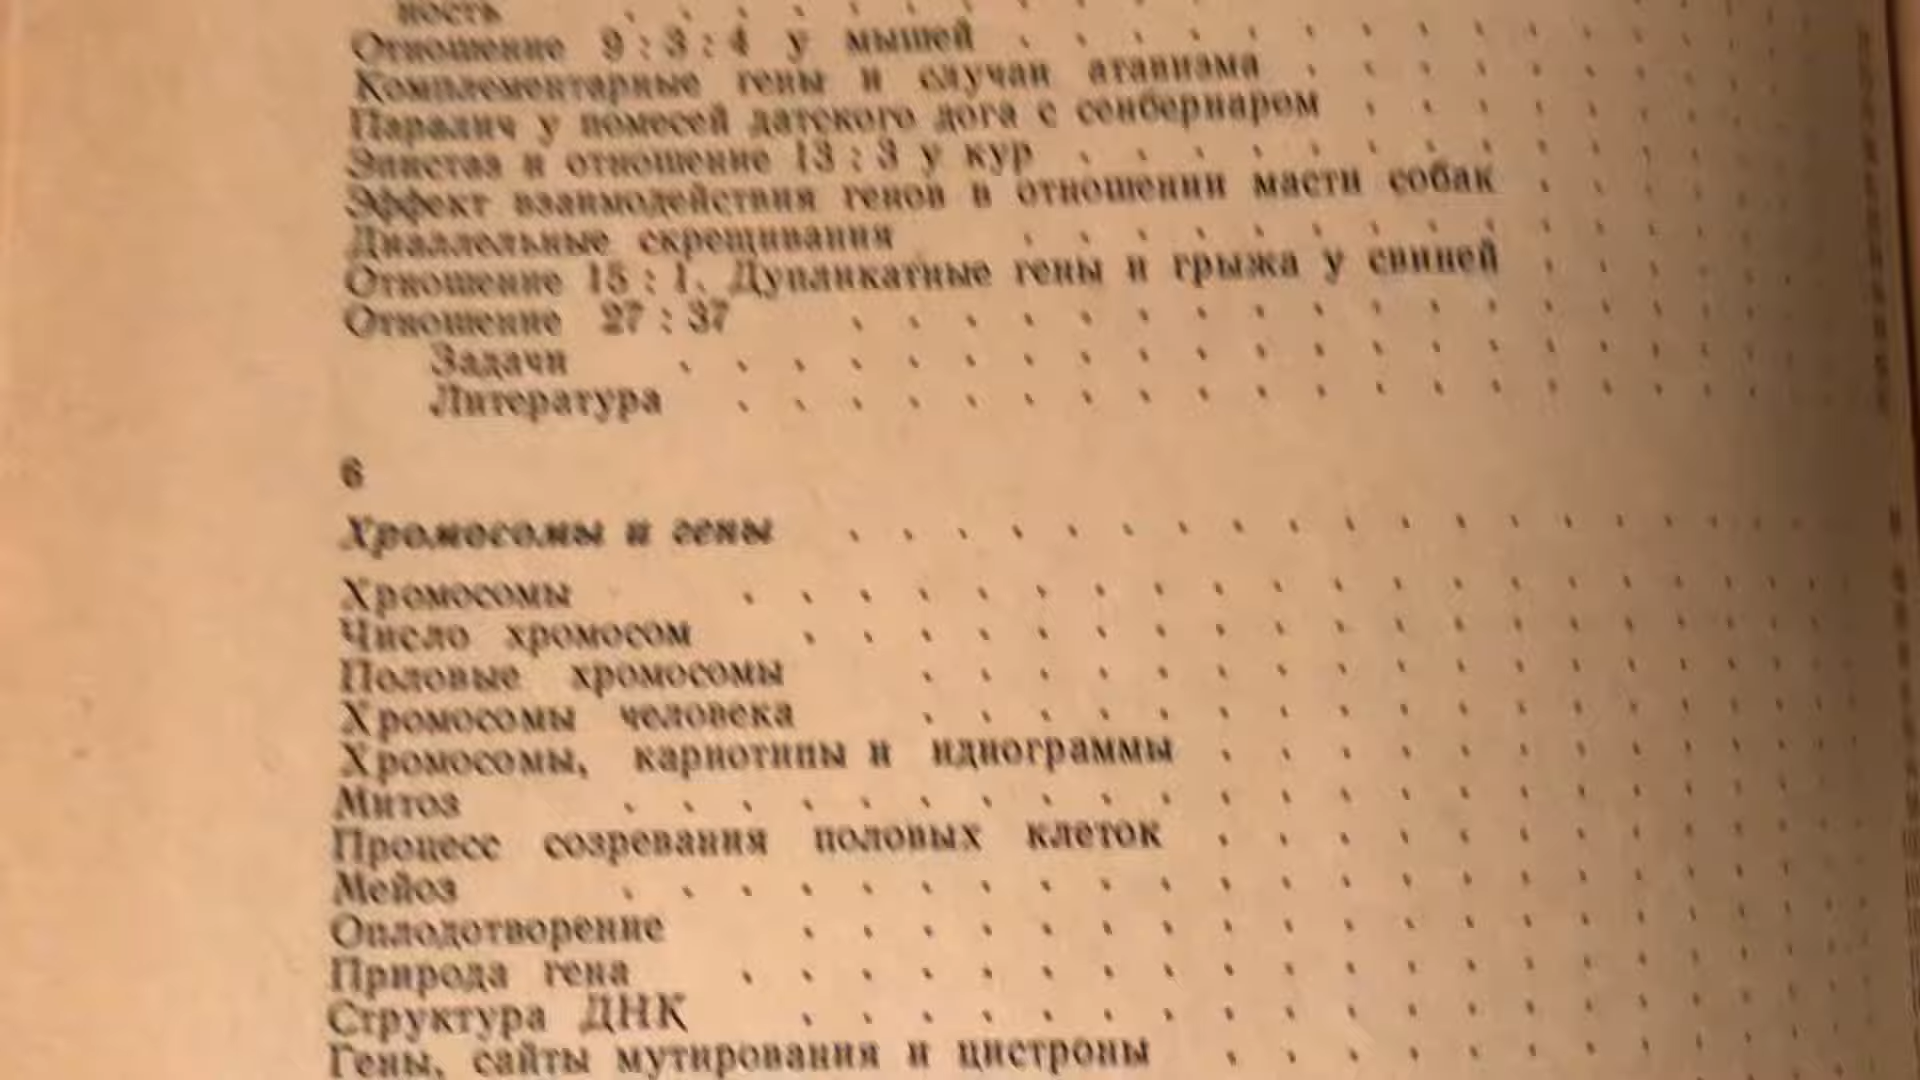 ность
Отношение 9 : 3 : 4 у мышей
Комплементарные гены и случаи атавизма
Паралич у помесей датского дога с сенбернаром
Эпистаз и отношение 13 : 3 у кур
Эффект взаимодействия генов в отношении масти собак
Диаллельные скрещивания
Отношение 15 : 1. Дупликатные гены и грыжа у свиней
Отношение 27 : 37
Задачи
Литература
6
Хромосомы и гены
Хромосомы
Число хромосом
Половые хромосомы
Хромосомы человека
Хромосомы, кариотипы и идиограммы
Митоз
Процесс созревания половых клеток
Мейоз
Оплодотворение
Природа гена
Структура ДНК
Гены, сайты мутирования и цистроны